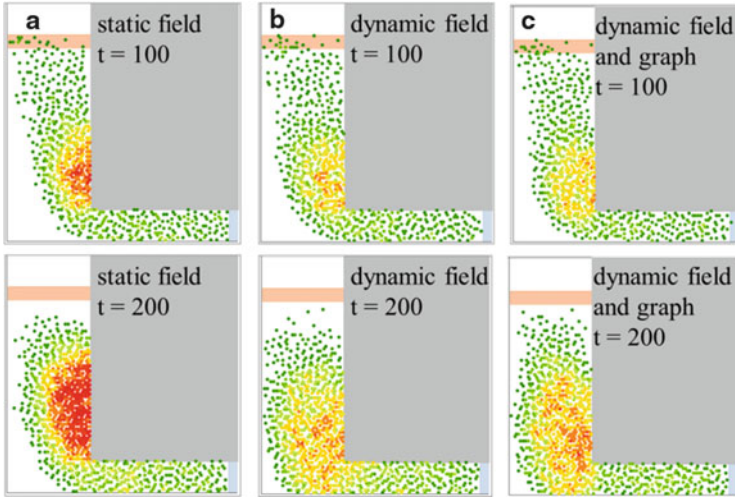 a
static field
t = 100
b
dynamic field
t = 100
c
dynamic field
and graph
t = 100
static field
t = 200
dynamic field
t = 200
dynamic field
and graph
t = 200